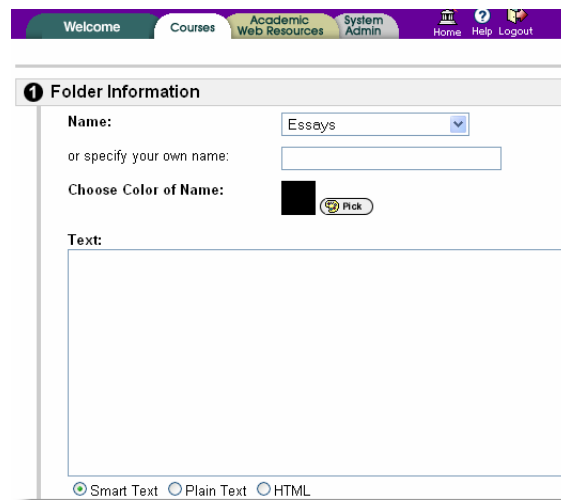 Welcome Courses Academic Web Resources System Admin Home Help Logout
1 Folder Information
Name: Essays
or specify your own name:
Choose Color of Name: Pick
Text:
Smart Text Plain Text HTML